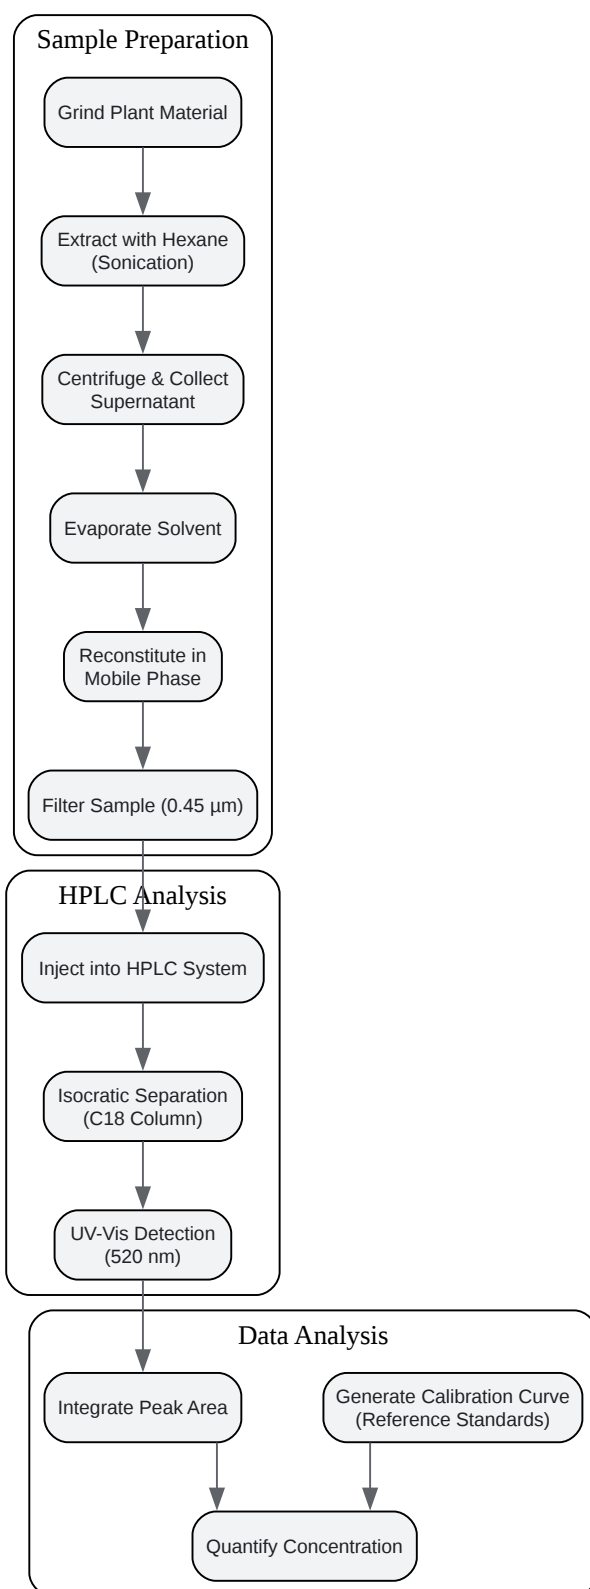 Sample Preparation
Grind Plant Material
Extract with Hexane
(Sonication)
Centrifuge & Collect
Supernatant
Evaporate Solvent
Reconstitute in
Mobile Phase
Filter Sample (0.45 µm)
HPLC Analysis
Inject into HPLC System
Isocratic Separation
(C18 Column)
UV-Vis Detection
(520 nm)
Data Analysis
Integrate Peak Area
Generate Calibration Curve
(Reference Standards)
Quantify Concentration